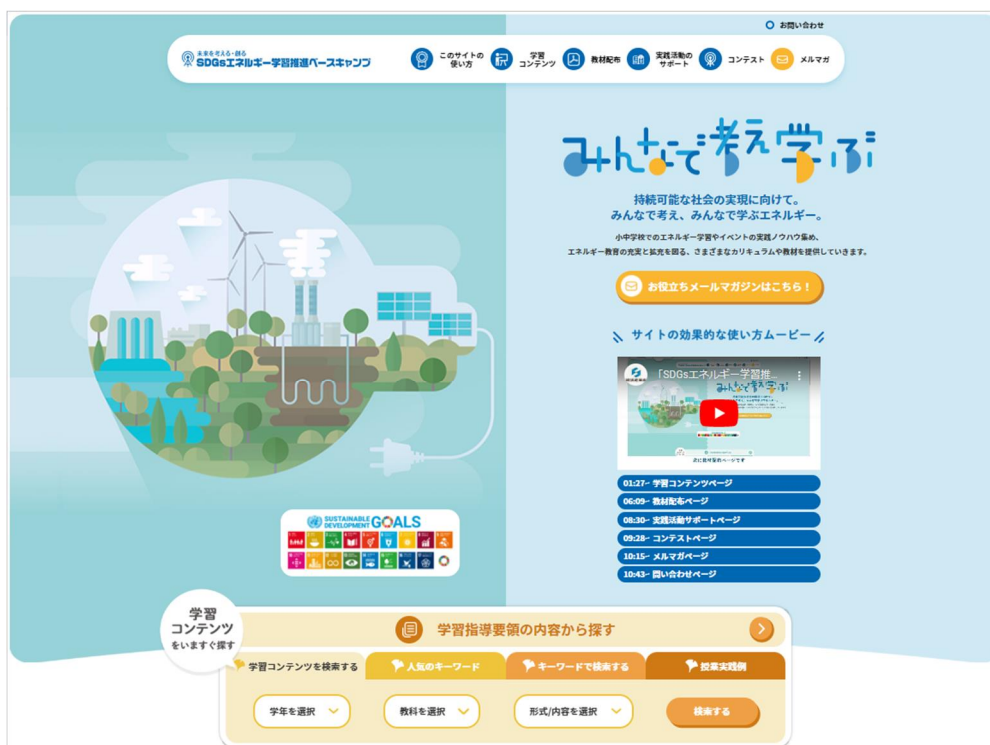 お問い合わせ
未来を考える・創る
SDGsエネルギー学習推進ベースキャンプ
このサイトの
使い方
学習
コンテンツ
教材配布
実践活動の
サポート
コンテスト
メルマガ
みんなで考え学ぶ
持続可能な社会の実現に向けて。
みんなで考え、みんなで学ぶエネルギー。
小中学校でのエネルギー学習やイベントの実践ノウハウ集め、
エネルギー教育の充実と拡充を図る、さまざまなカリキュラムや教材を提供していきます。
お役立ちメールマガジンはこちら！
サイトの効果的な使い方ムービー
「SDGsエネルギー学習推...
みんなで考え学ぶ
次に教材配布ページです
01:27~ 学習コンテンツページ
06:09~ 教材配布ページ
08:30~ 実践活動サポートページ
09:28~ コンテストページ
10:15~ メルマガページ
10:43~ 問い合わせページ
SUSTAINABLE
DEVELOPMENT
GOALS
学習
コンテンツ
をいますぐ探す
学習指導要領の内容から探す
学習コンテンツを検索する
人気のキーワード
キーワードで検索する
授業実践例
学年を選択
教科を選択
形式/内容を選択
検索する